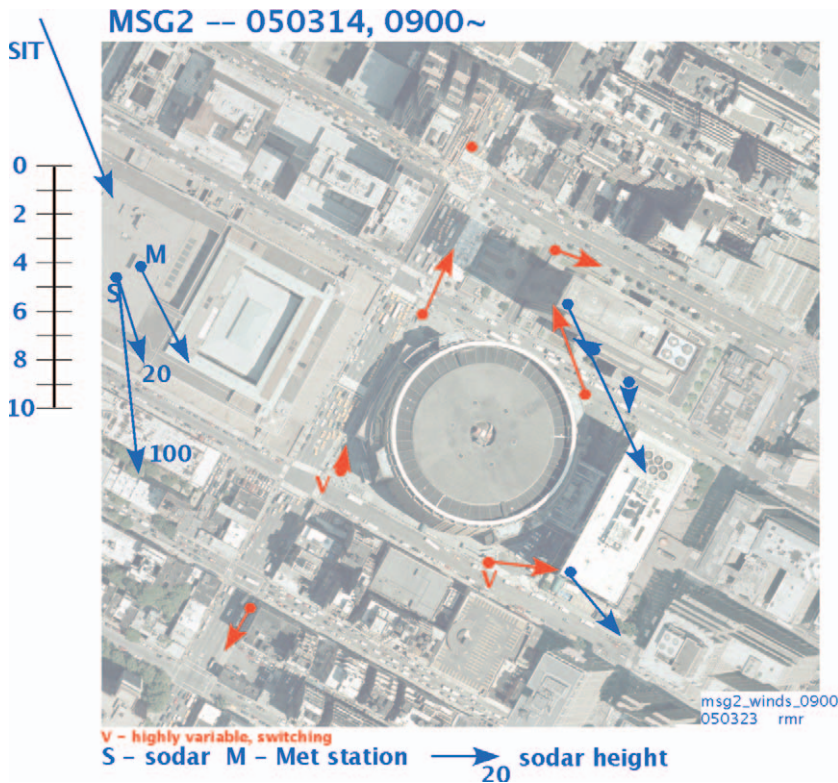 MSG2 -- 050314, 0900~
SIT
0
2
4
6
8
10
M
S
20
100
V
V
msg2_winds_0900
050323 rmr
V - highly variable, switching
S - sodar M - Met station 20 sodar height